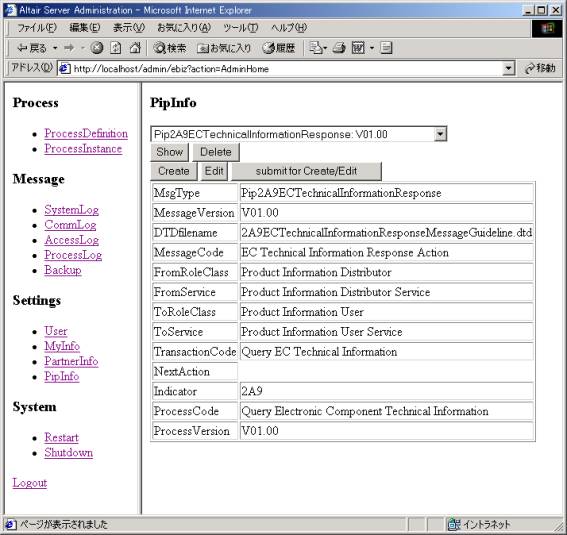 Altair Server Administration - Microsoft Internet Explorer
ファイル(F) 編集(E) 表示(V) お気に入り(A) ツール(T) ヘルプ(H)
戻る 検索 お気に入り 履歴
アドレス(D) http://localhost/admin/ebiz?action=AdminHome 移動
Process
ProcessDefinition
ProcessInstance
Message
SystemLog
CommLog
AccessLog
ProcessLog
Backup
Settings
User
MyInfo
PartnerInfo
PipInfo
System
Restart
Shutdown
Logout
PipInfo
Pip2A9ECTechnicalInformationResponse: V01.00
Show Delete
Create Edit submit for Create/Edit
MsgType Pip2A9ECTechnicalInformationResponse
MessageVersion V01.00
DTDfilename 2A9ECTechnicalInformationResponseMessageGuideline.dtd
MessageCode EC Technical Information Response Action
FromRoleClass Product Information Distributor
FromService Product Information Distributor Service
ToRoleClass Product Information User
ToService Product Information User Service
TransactionCode Query EC Technical Information
NextAction
Indicator 2A9
ProcessCode Query Electronic Component Technical Information
ProcessVersion V01.00
ページが表示されました イントラネット